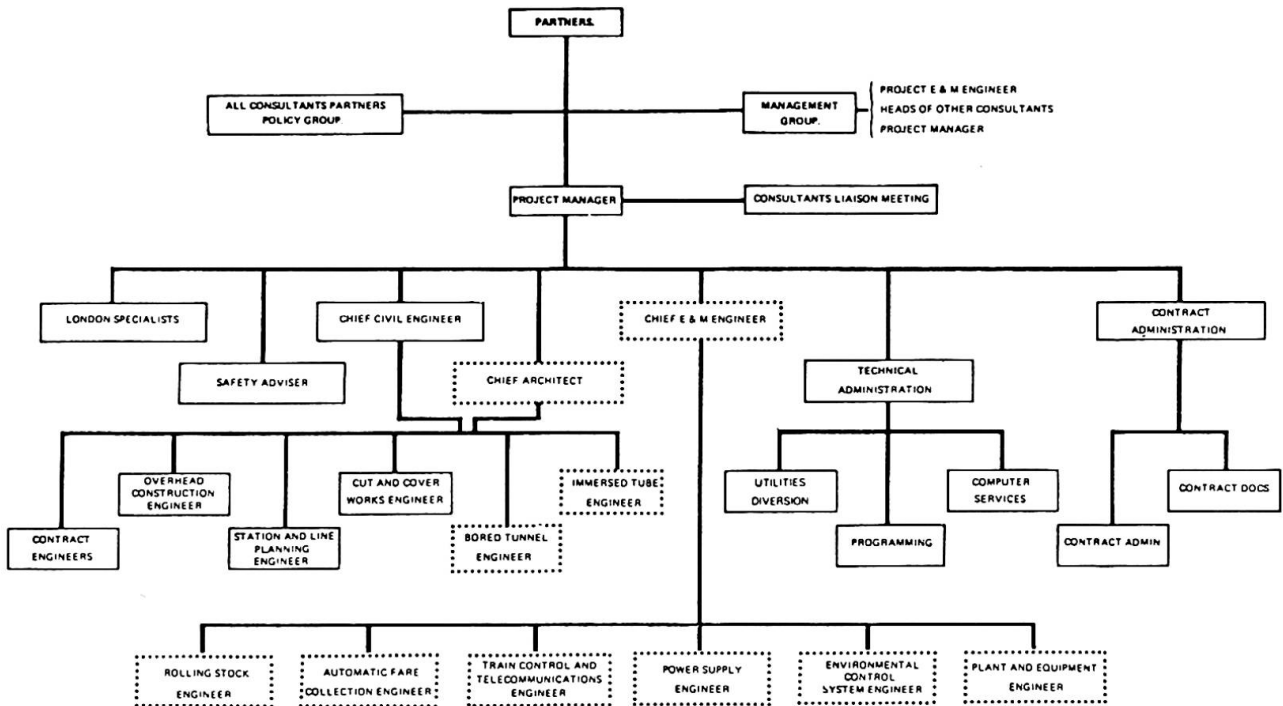 PARTNERS.
ALL CONSULTANTS PARTNERS
POLICY GROUP.
MANAGEMENT
GROUP.
PROJECT E & M ENGINEER
HEADS OF OTHER CONSULTANTS
PROJECT MANAGER
PROJECT MANAGER
CONSULTANTS LIAISON MEETING
LONDON SPECIALISTS
CHIEF CIVIL ENGINEER
CHIEF E & M ENGINEER
CONTRACT
ADMINISTRATION
SAFETY ADVISER
CHIEF ARCHITECT
TECHNICAL
ADMINISTRATION
OVERHEAD
CONSTRUCTION
ENGINEER
CUT AND COVER
WORKS ENGINEER
IMMERSED TUBE
ENGINEER
UTILITIES
DIVERSION
COMPUTER
SERVICES
CONTRACT DOCS
CONTRACT
ENGINEERS
STATION AND LINE
PLANNING
ENGINEER
BORED TUNNEL
ENGINEER
PROGRAMMING
CONTRACT ADMIN
ROLLING STOCK
ENGINEER
AUTOMATIC FARE
COLLECTION ENGINEER
TRAIN CONTROL AND
TELECOMMUNICATIONS
ENGINEER
POWER SUPPLY
ENGINEER
ENVIRONMENTAL
CONTROL
SYSTEM ENGINEER
PLANT AND EQUIPMENT
ENGINEER